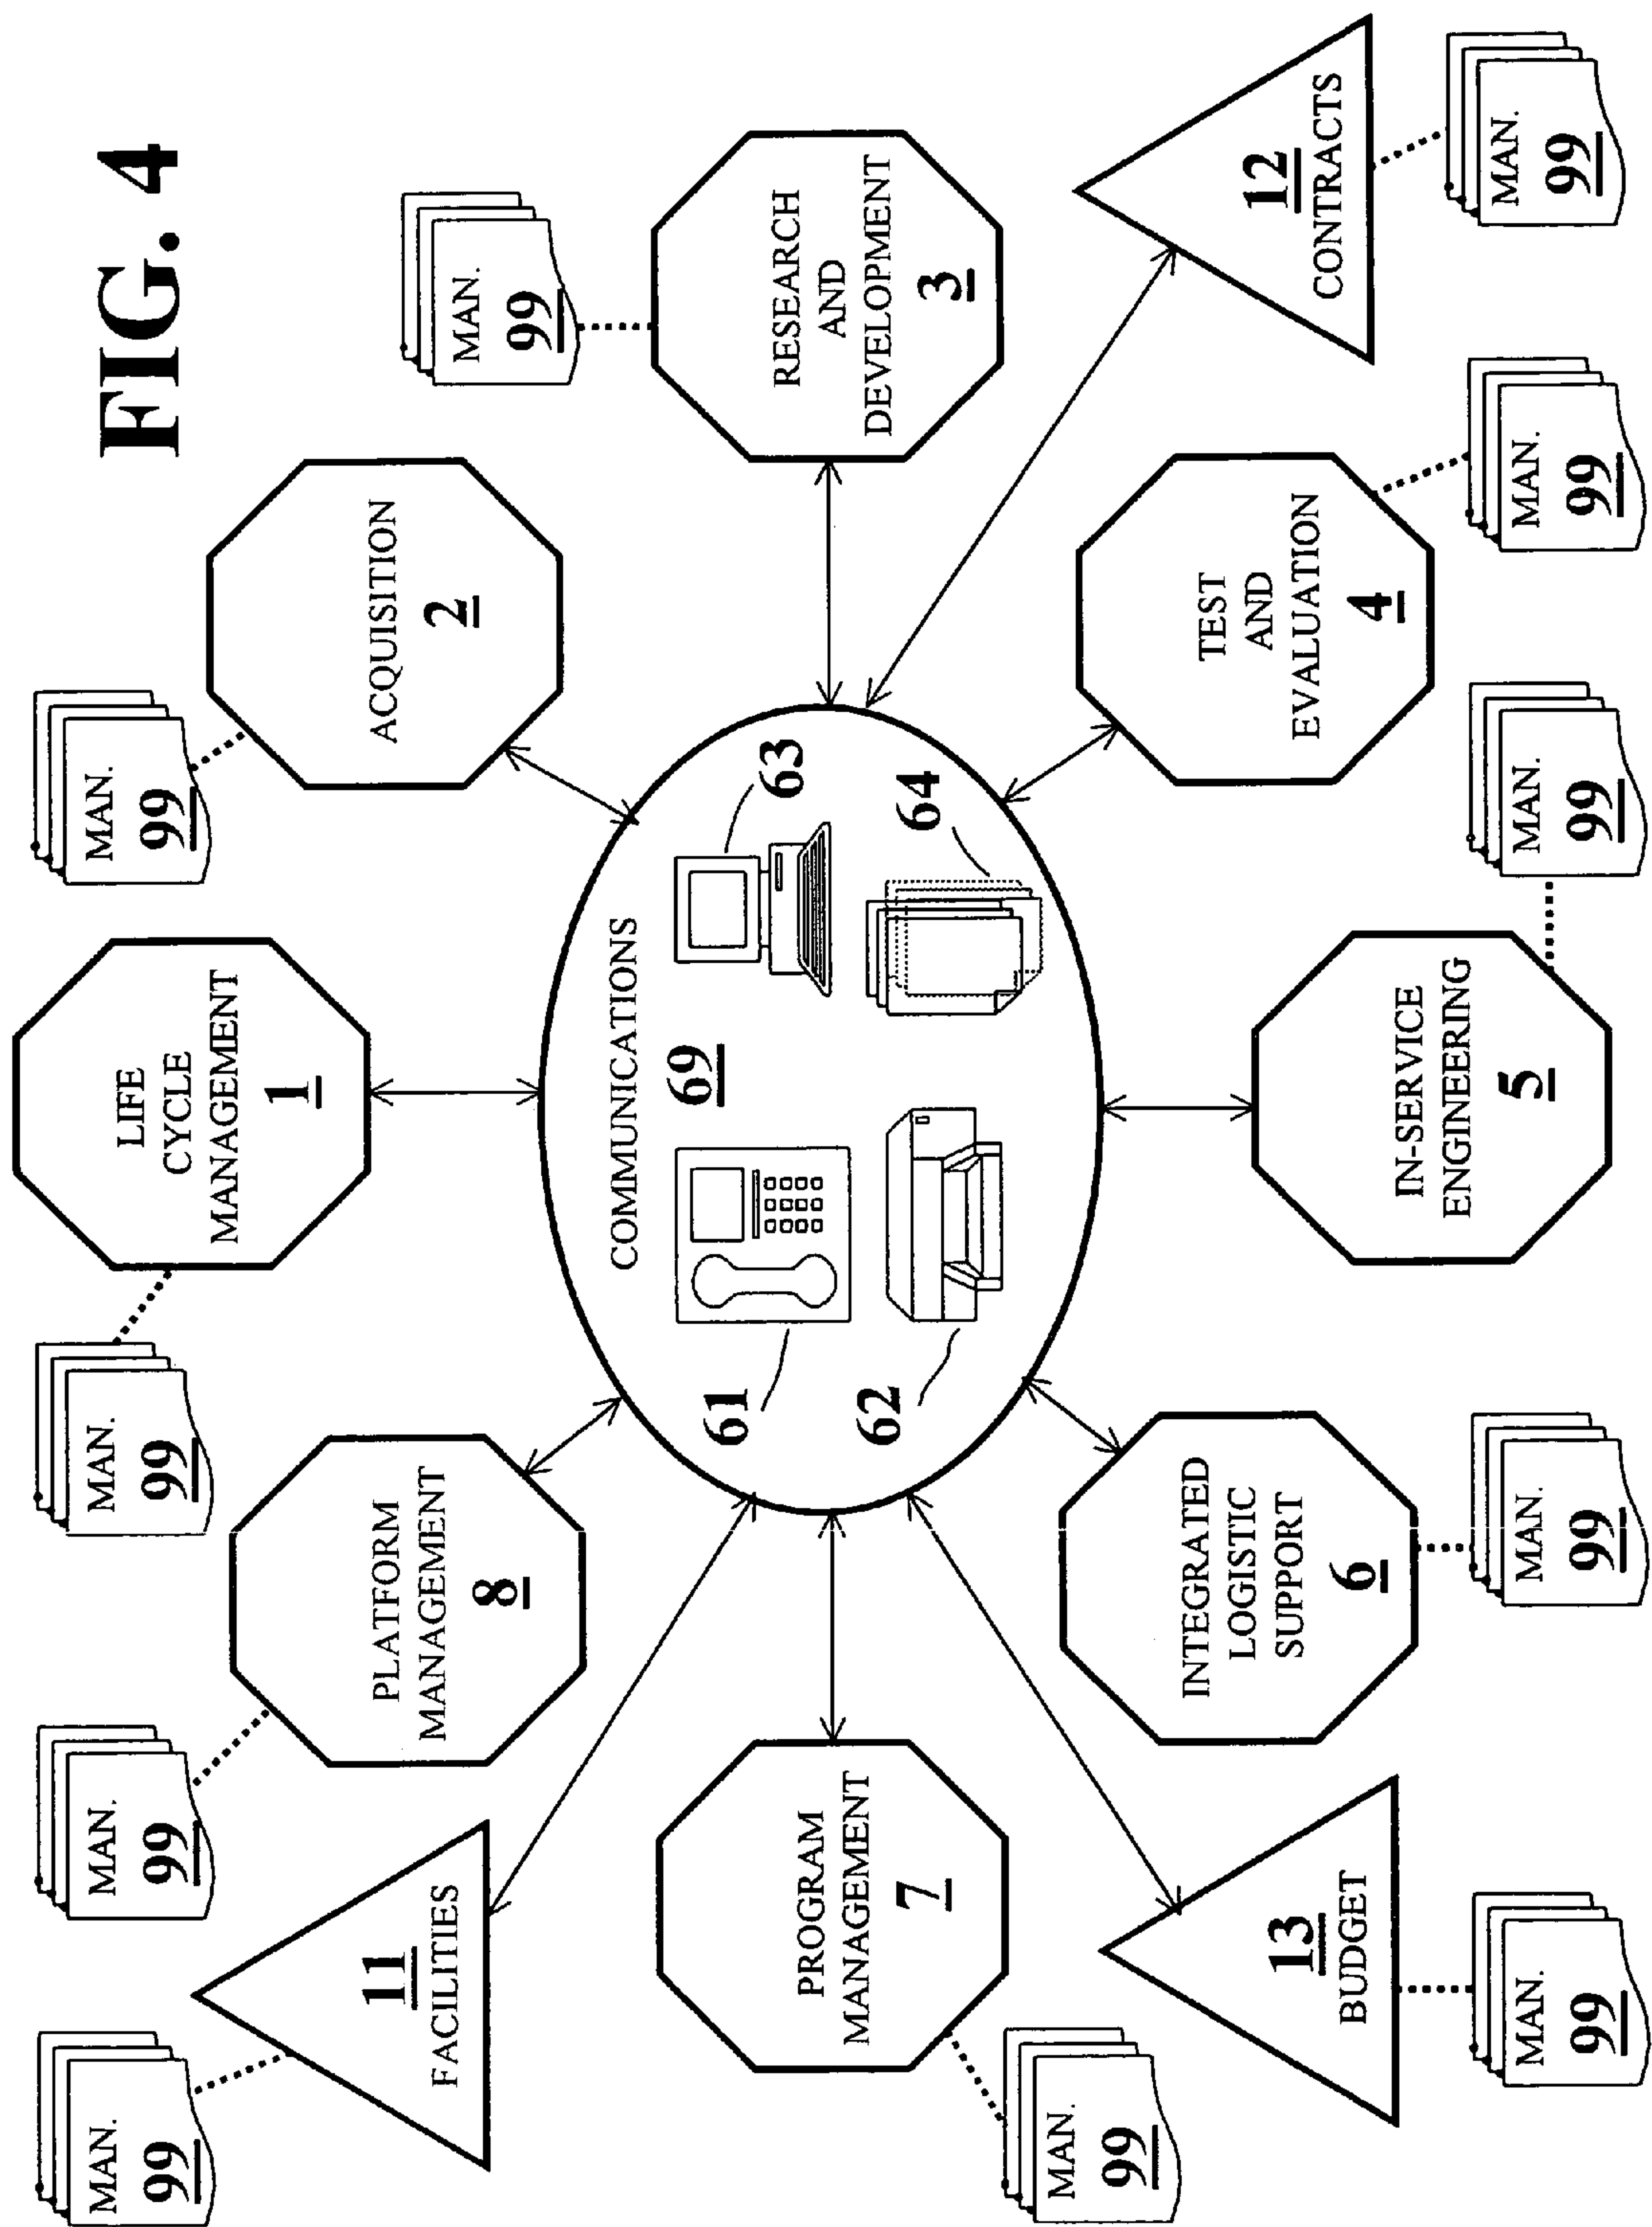 FIG. 4
MAN.
99
MAN.
99
MAN.
99
LIFE
CYCLE
MANAGEMENT
1
MAN.
99
11
FACILITIES
PLATFORM
MANAGEMENT
8
ACQUISITION
2
MAN.
99
PROGRAM
MANAGEMENT
7
MAN.
99
COMMUNICATIONS
69
61
63
62
64
RESEARCH
AND
DEVELOPMENT
3
13
BUDGET
INTEGRATED
LOGISTIC
SUPPORT
6
IN-SERVICE
ENGINEERING
5
TEST
AND
EVALUATION
4
12
CONTRACTS
MAN.
99
MAN.
99
MAN.
99
MAN.
99
MAN.
99